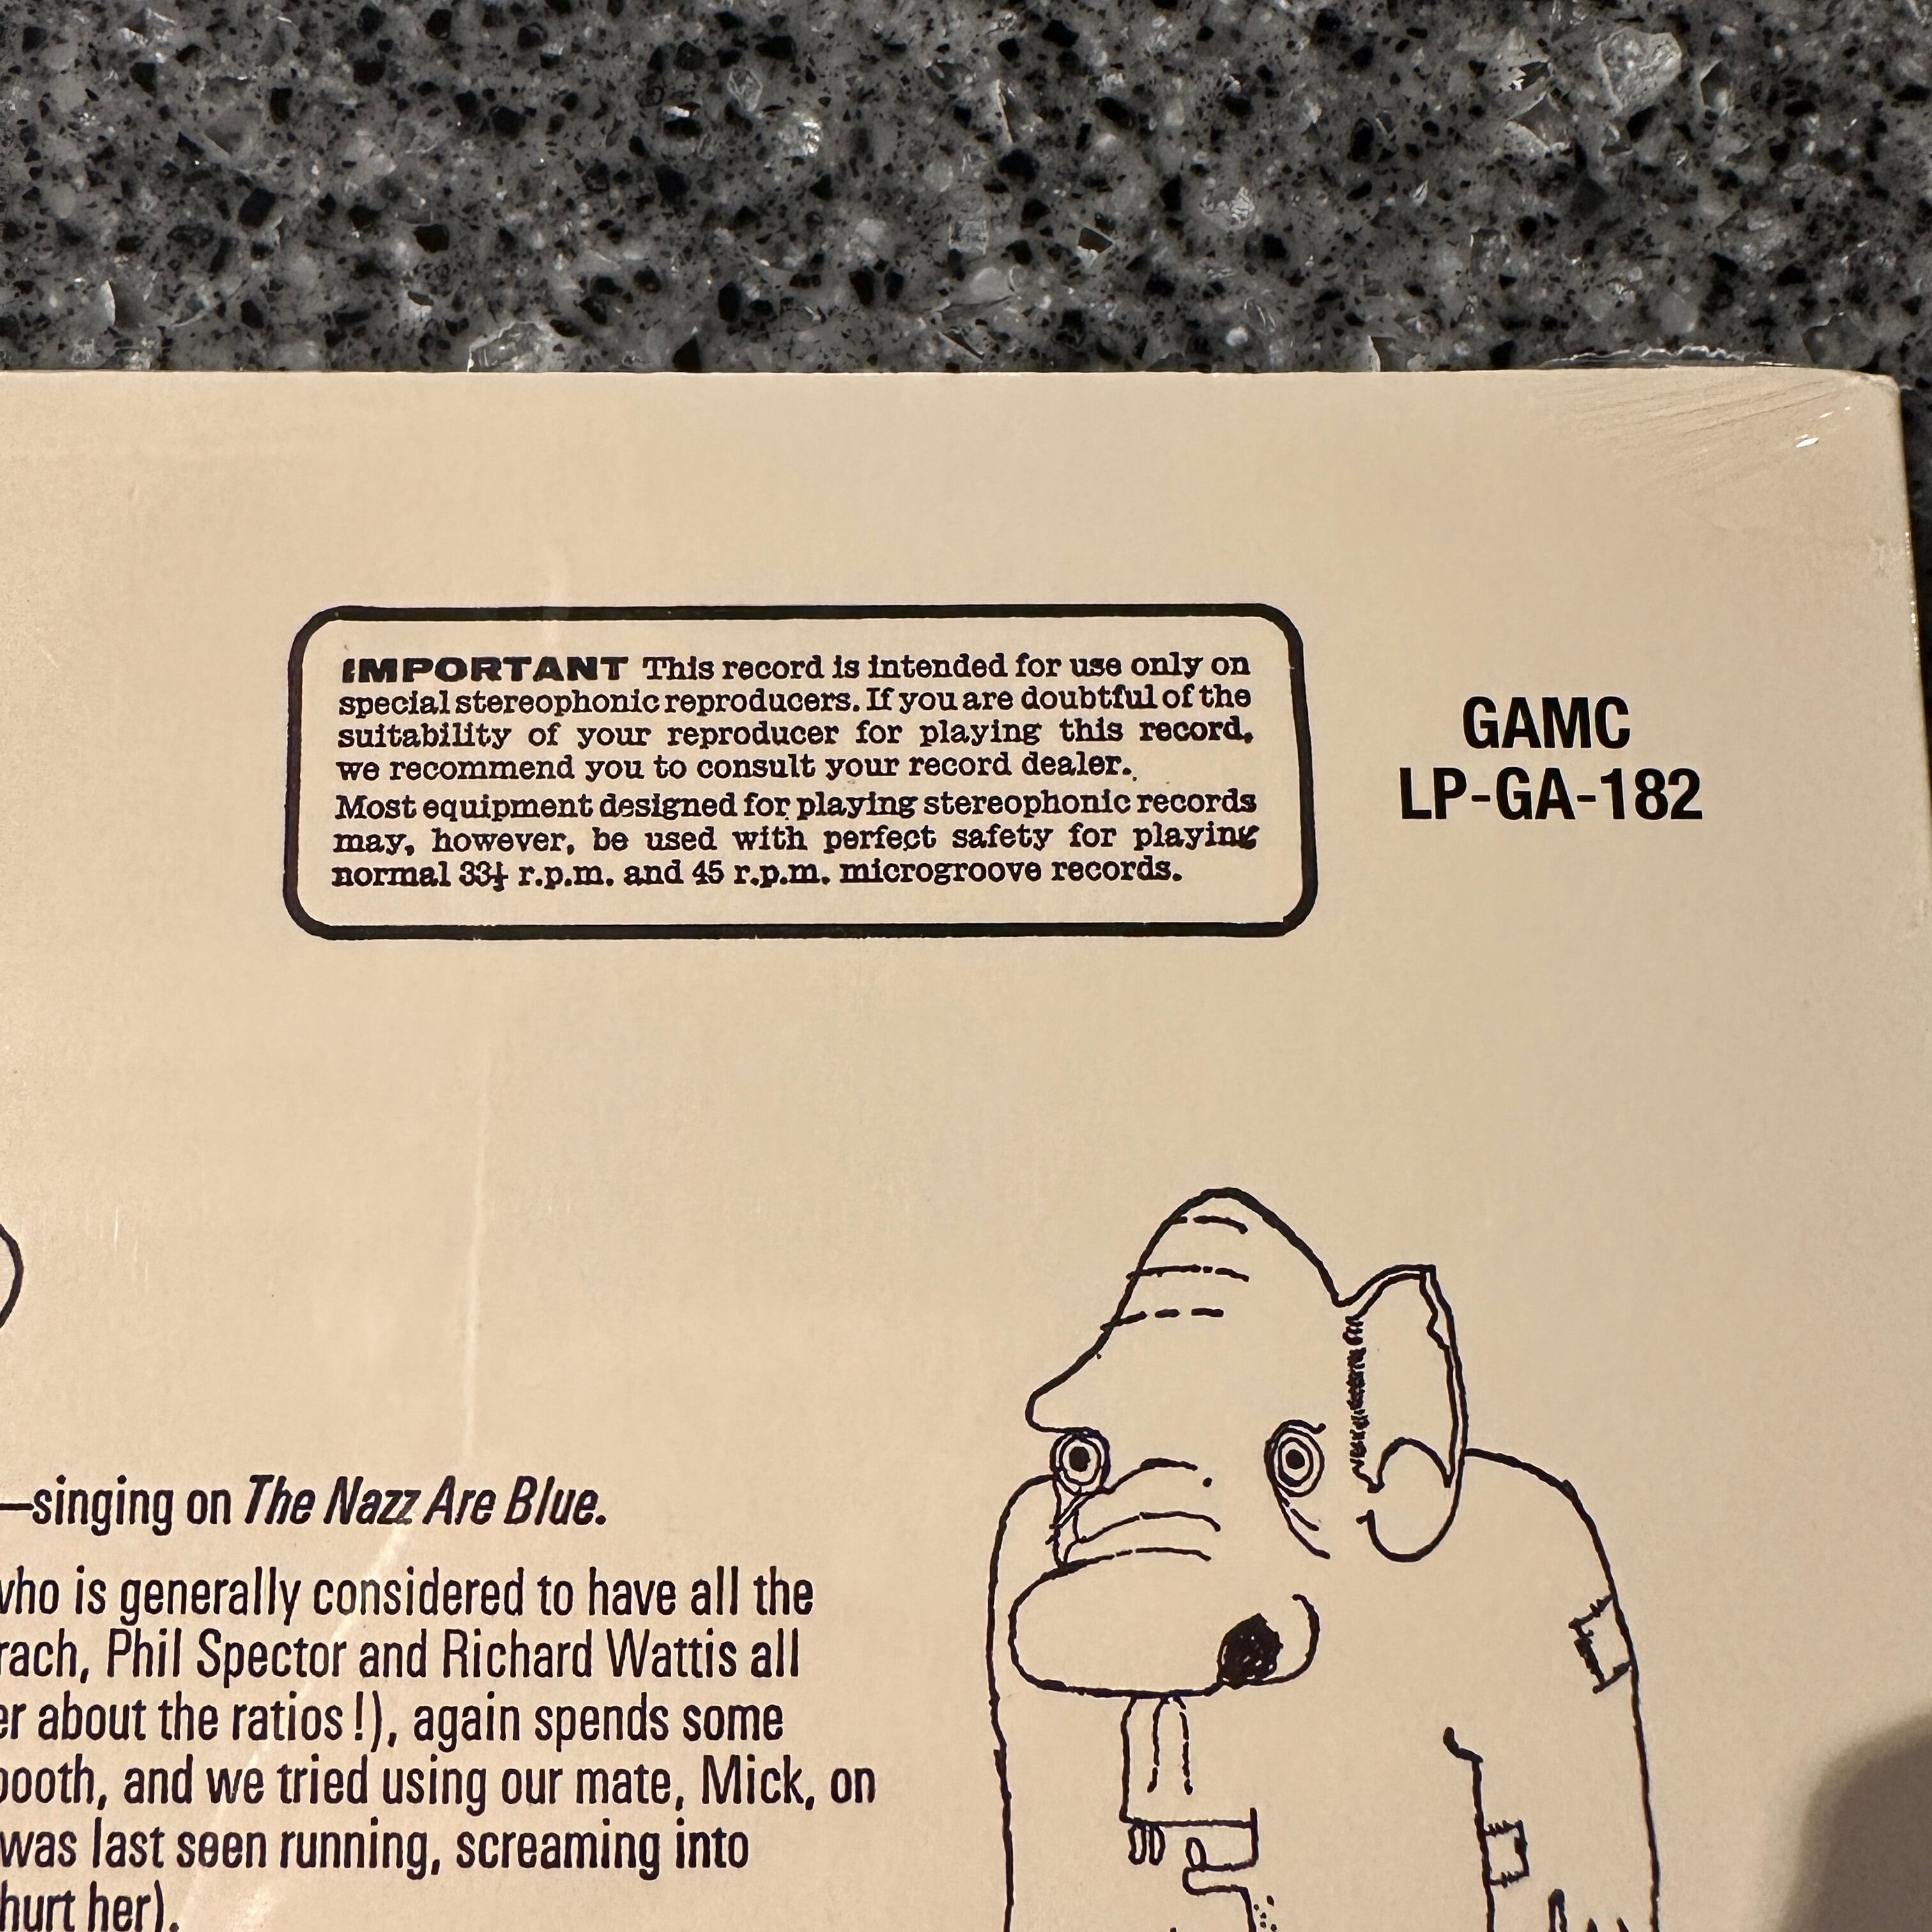 IMPORTANT This record is intended for use only on
special stereophonic reproducers. If you are doubtful of the
suitability of your reproducer for playing this record,
we recommend you to consult your record dealer.
Most equipment designed for playing stereophonic records
may, however, be used with perfect safety for playing
normal 33⅓ r.p.m. and 45 r.p.m. microgroove records.
GAMC
LP-GA-182
—singing on The Nazz Are Blue.
who is generally considered to have all the
rach, Phil Spector and Richard Wattis all
er about the ratios!), again spends some
booth, and we tried using our mate, Mick, on
was last seen running, screaming into
hurt her).